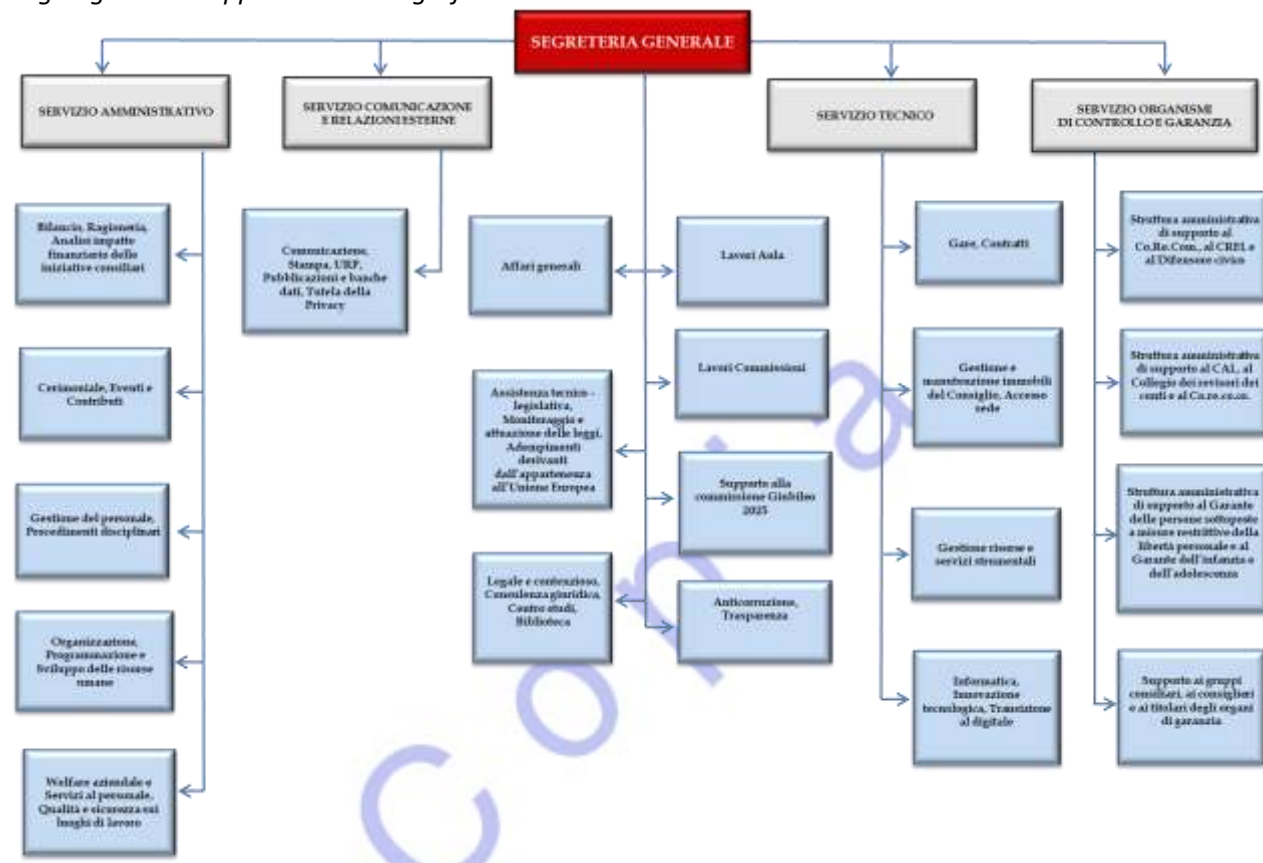 SEGRETERIA GENERALE
SERVIZIO AMMINISTRATIVO
SERVIZIO COMUNICAZIONE
E RELAZIONI ESTERNE
SERVIZIO TECNICO
SERVIZIO ORGANISMI
DI CONTROLLO E GARANZIA
Bilancio, Ragioneria,
Analisi impatto
finanziario delle
iniziative consiliari
Cerimoniale, Eventi e
Contributi
Gestione del personale,
Procedimenti disciplinari
Organizzazione,
Programmazione e
Sviluppo delle risorse
umane
Welfare aziendale e
Servizi al personale,
Qualità e sicurezza sui
luoghi di lavoro
Comunicazione,
Stampa, URP,
Pubblicazioni e banche
dati, Tutela della
Privacy
Affari generali
Assistenza tecnico -
legislativa,
Monitoraggio e
attuazione delle leggi,
Adempimenti
derivanti
dall'appartenenza
all'Unione Europea
Legale e contenzioso,
Consulenza giuridica,
Centro studi,
Biblioteca
Lavori Aula
Lavori Commissioni
Supporto alla
commissione Giubileo
2025
Anticorruzione,
Trasparenza
Gare, Contratti
Gestione e
manutenzione immobili
del Consiglio, Accesso
sede
Gestione risorse e
servizi strumentali
Informatica,
Innovazione
tecnologica, Transizione
al digitale
Struttura amministrativa
di supporto al
Co.Re.Com., al CREL e
al Difensore civico
Struttura amministrativa
di supporto al CAL, al
Collegio dei revisori dei
conti e al Co.re.co.co.
Struttura amministrativa
di supporto al Garante
delle persone sottoposte
a misure restrittive della
libertà personale e al
Garante dell'infanzia e
dell'adolescenza
Supporto ai gruppi
consiliari, ai consiglieri
e ai titolari degli organi
di garanzia
Copia